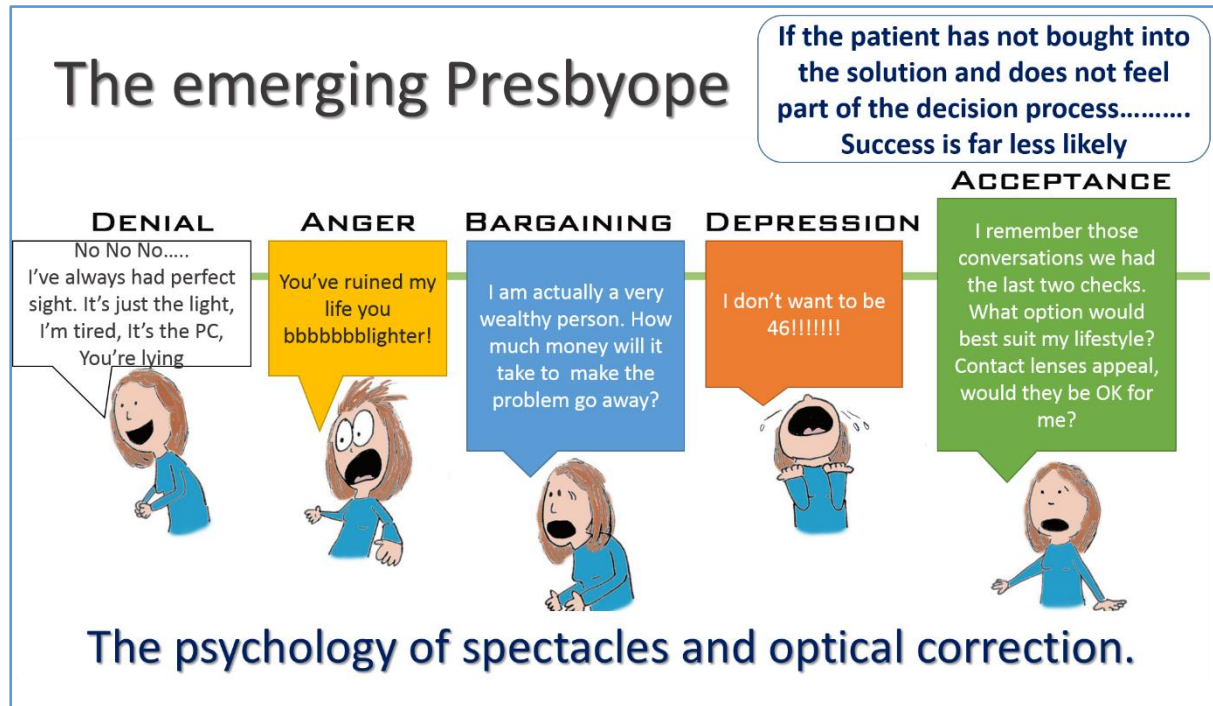 The emerging Presbyope
If the patient has not bought into
the solution and does not feel
part of the decision process……….
Success is far less likely
DENIAL
No No No…..
I've always had perfect
sight. It's just the light,
I'm tired, It's the PC,
You're lying
ANGER
You've ruined my
life you
bbbbbbblighter!
BARGAINING
I am actually a very
wealthy person. How
much money will it
take to make the
problem go away?
DEPRESSION
I don't want to be
46!!!!!!!
ACCEPTANCE
I remember those
conversations we had
the last two checks.
What option would
best suit my lifestyle?
Contact lenses appeal,
would they be OK for
me?
The psychology of spectacles and optical correction.